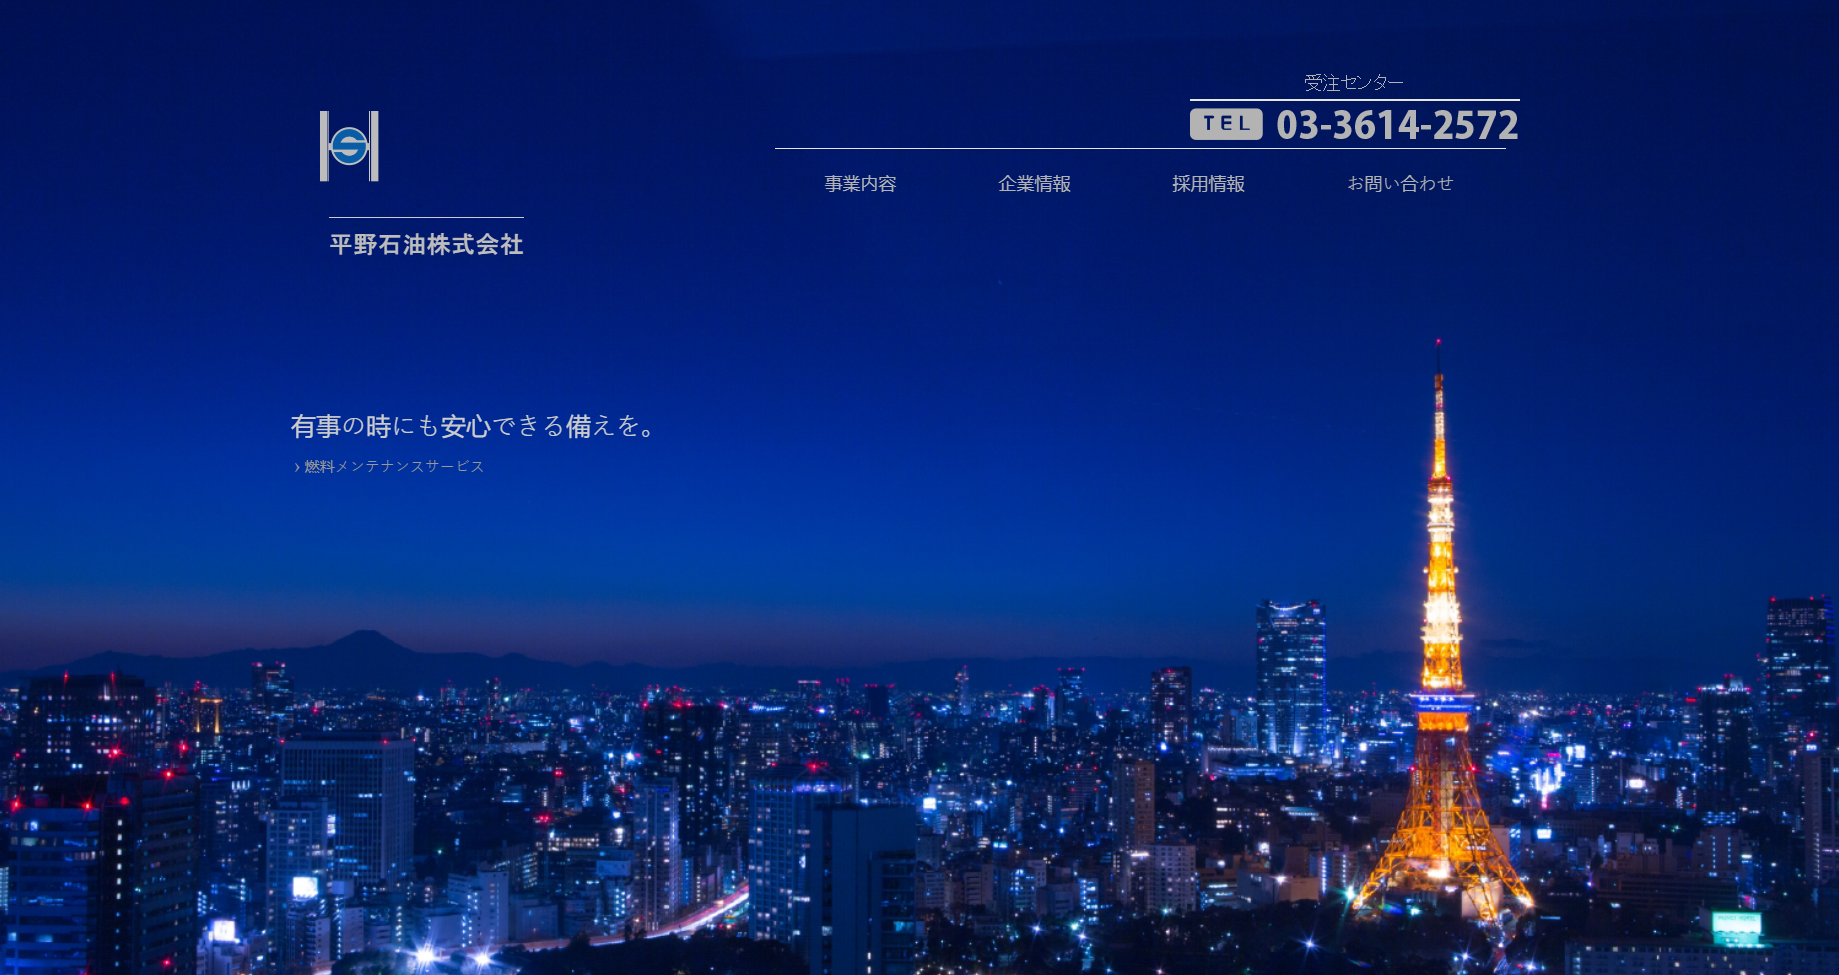 受注センター
TEL 03-3614-2572
事業内容 企業情報 採用情報 お問い合わせ
平野石油株式会社
有事の時にも安心できる備えを。
› 燃料メンテナンスサービス